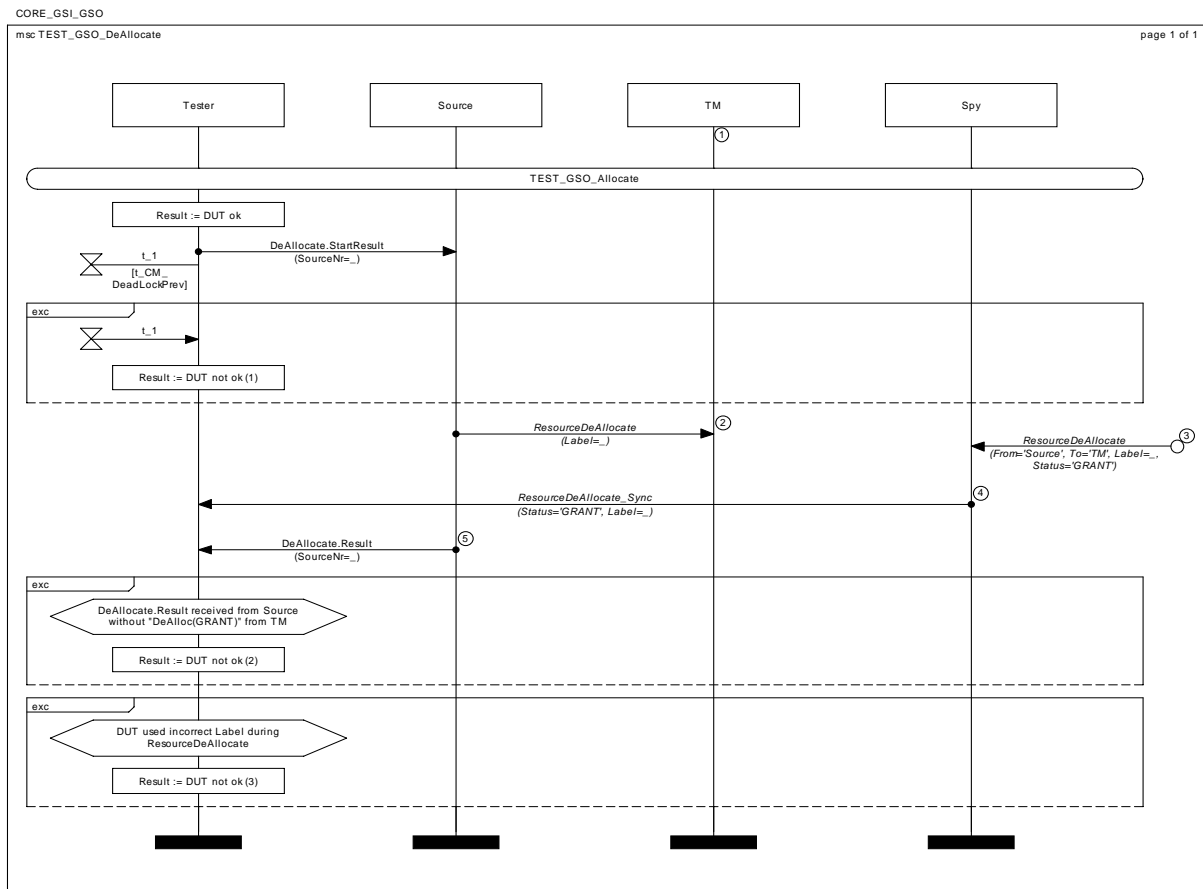 CORE_GSI_GSO
msc TEST_GSO_DeAllocate
page 1 of 1
Tester
Source
TM
Spy
1
TEST_GSO_Allocate
Result := DUT ok
DeAllocate.StartResult
(SourceNr=_)
t_1
[t_CM_
DeadLockPrev]
exc
t_1
Result := DUT not ok (1)
ResourceDeAllocate
(Label=_)
2
3
ResourceDeAllocate
(From='Source', To='TM', Label=_,
Status='GRANT')
ResourceDeAllocate_Sync
(Status='GRANT', Label=_)
4
DeAllocate.Result
(SourceNr=_)
5
exc
DeAllocate.Result received from Source
without "DeAlloc(GRANT)" from TM
Result := DUT not ok (2)
exc
DUT used incorrect Label during
ResourceDeAllocate
Result := DUT not ok (3)